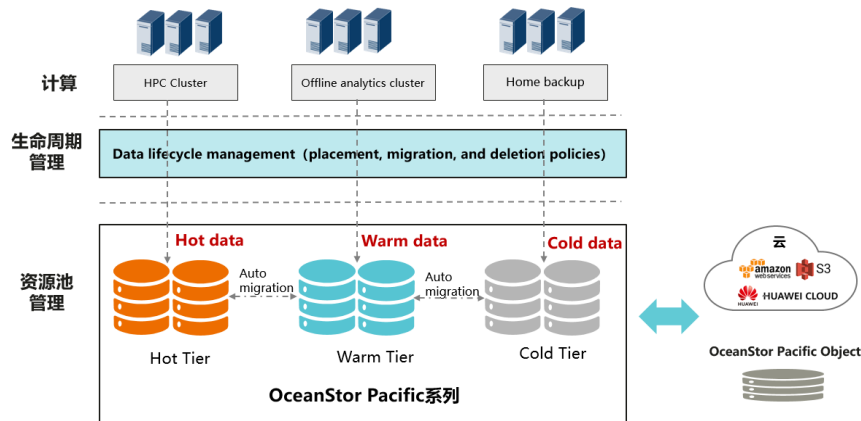 计算
HPC Cluster
Offline analytics cluster
Home backup
生命周期
管理
Data lifecycle management（placement, migration, and deletion policies）
资源池
管理
Hot data
Warm data
Cold data
Auto
migration
Auto
migration
Hot Tier
Warm Tier
Cold Tier
OceanStor Pacific系列
云
amazon
webservices
S3
HUAWEI
HUAWEI CLOUD
OceanStor Pacific Object